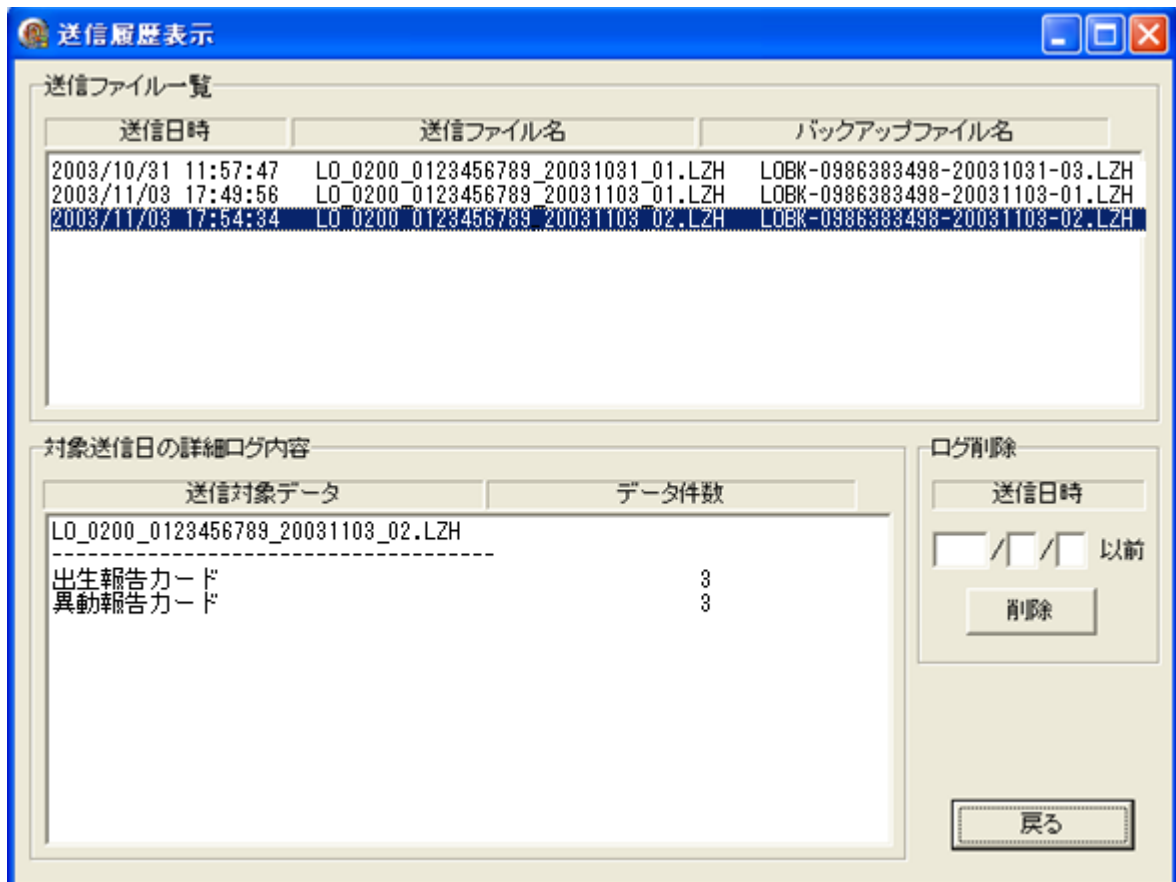 送信履歴表示
送信ファイル一覧
送信日時 送信ファイル名 バックアップファイル名
2003/10/31 11:57:47 LO_0200_0123456789_20031031_01.LZH LOBK-0986383498-20031031-03.LZH
2003/11/03 17:49:56 LO_0200_0123456789_20031103_01.LZH LOBK-0986383498-20031103-01.LZH
2003/11/03 17:54:34 LO_0200_0123456789_20031103_02.LZH LOBK-0986383498-20031103-02.LZH
対象送信日の詳細ログ内容
送信対象データ データ件数
LO_0200_0123456789_20031103_02.LZH
-------------------------------------
出生報告カード 3
異動報告カード 3
ログ削除
送信日時
/ / 以前
削除
戻る